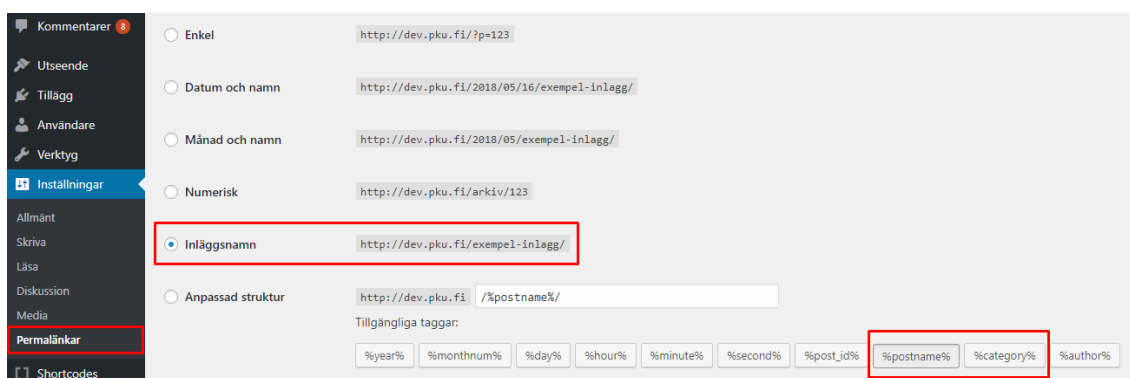 Kommentarer 8
Utseende
Tillägg
Användare
Verktyg
Inställningar
Allmänt
Skriva
Läsa
Diskussion
Media
Permalänkar
Shortcodes
Enkel http://dev.pku.fi/?p=123
Datum och namn http://dev.pku.fi/2018/05/16/exempel-inlagg/
Månad och namn http://dev.pku.fi/2018/05/exempel-inlagg/
Numerisk http://dev.pku.fi/arkiv/123
Inläggsnamn http://dev.pku.fi/exempel-inlagg/
Anpassad struktur http://dev.pku.fi /%postname%/
Tillgängliga taggar:
%year% %monthnum% %day% %hour% %minute% %second% %post_id% %postname% %category% %author%